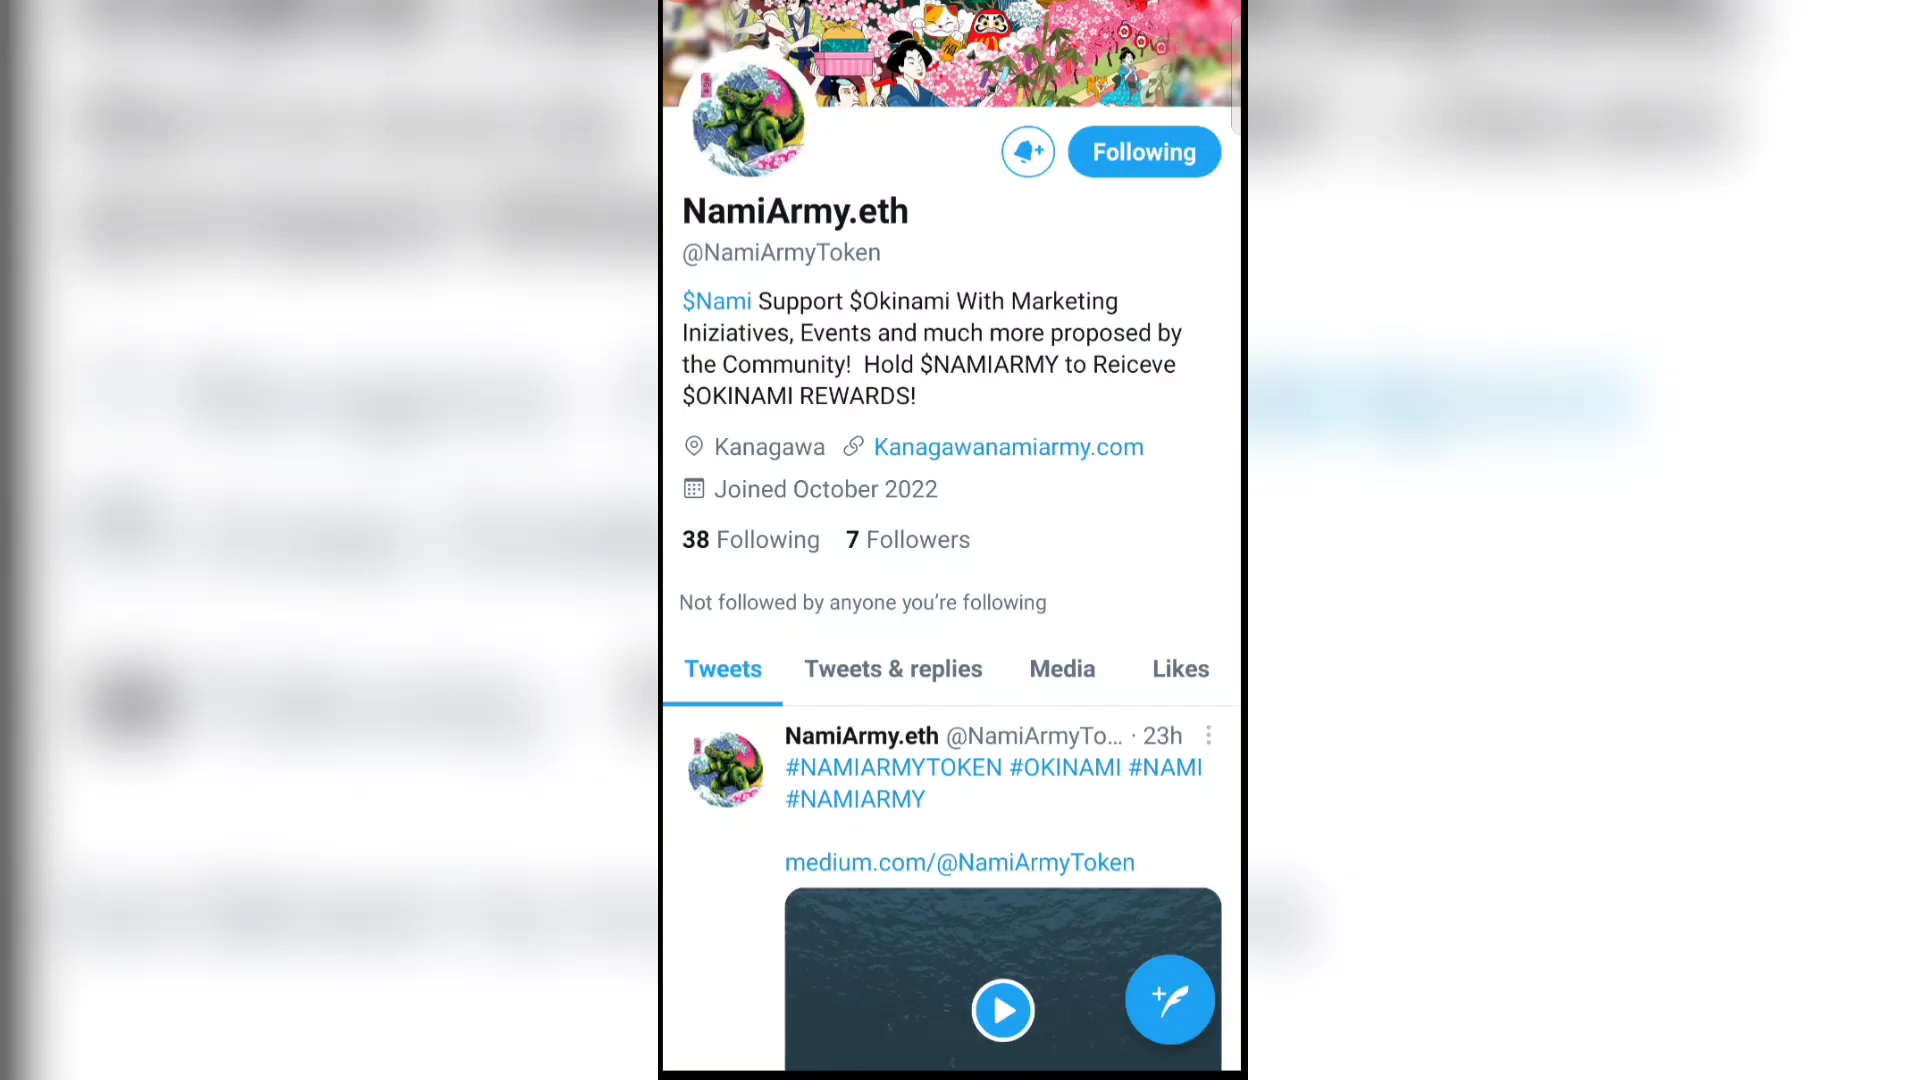 Following
NamiArmy.eth
@NamiArmyToken
$Nami Support $Okinami With Marketing
Iniziatives, Events and much more proposed by
the Community! Hold $NAMIARMY to Reiceve
$OKINAMI REWARDS!
Kanagawa Kanagawanamiarmy.com
Joined October 2022
38 Following 7 Followers
Not followed by anyone you’re following
Tweets Tweets & replies Media Likes
NamiArmy.eth @NamiArmyTo... · 23h
#NAMIARMYTOKEN #OKINAMI #NAMI
#NAMIARMY
medium.com/@NamiArmyToken